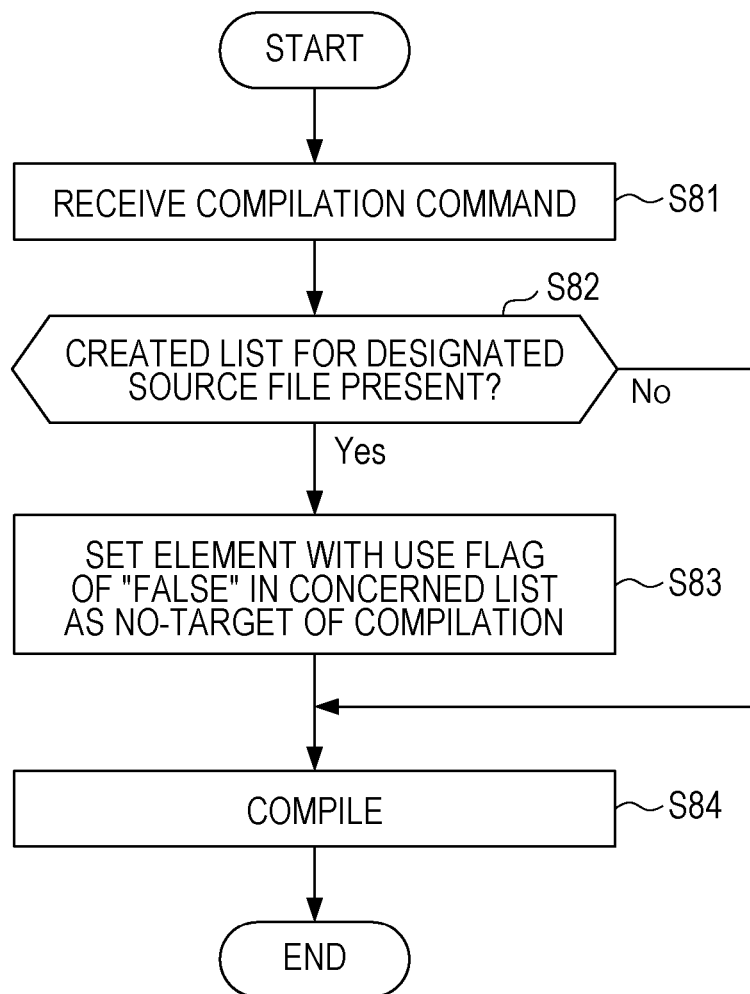 START
RECEIVE COMPILATION COMMAND
S81
S82
CREATED LIST FOR DESIGNATED
SOURCE FILE PRESENT?
No
Yes
SET ELEMENT WITH USE FLAG
OF "FALSE" IN CONCERNED LIST
AS NO-TARGET OF COMPILATION
S83
COMPILE
S84
END